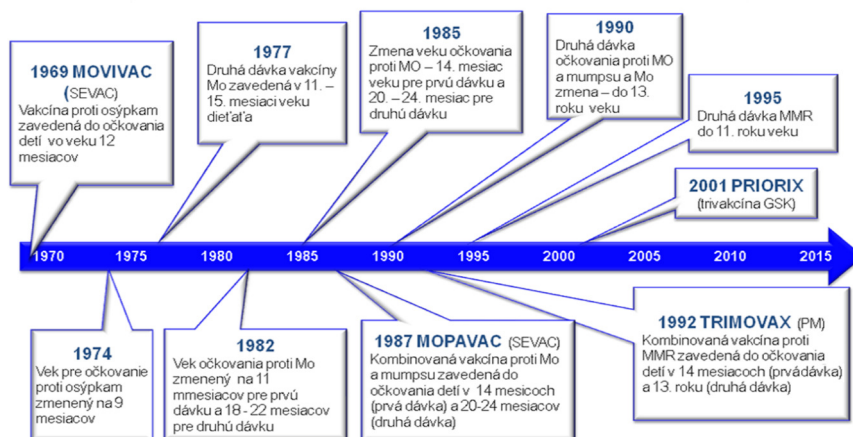 1969 MOVIVAC
(SEVAC)
Vakcína proti osýpkam
zavedená do očkovania
detí vo veku 12
mesiacov
1977
Druhá dávka vakcíny
Mo zavedená v 11. –
15. mesiaci veku
dieťaťa
1985
Zmena veku očkovania
proti MO – 14. mesiac
veku pre prvú dávku a
20. – 24. mesiac pre
druhú dávku
1990
Druhá dávka
očkovania proti MO
a mumpsu a Mo
zmena – do 13.
roku veku
1995
Druhá dávka MMR
do 11. roku veku
2001 PRIORIX
(trivakcína GSK)
1970 1975 1980 1985 1990 1995 2000 2005 2010 2015
1974
Vek pre očkovanie
proti osýpkam
zmenený na 9
mesiacov
1982
Vek očkovania proti Mo
zmenený na 11
mmesiacov pre prvú
dávku a 18 - 22 mesiacov
pre druhú dávku
1987 MOPAVAC (SEVAC)
Kombinovaná vakcína proti Mo
a mumpsu zavedená do
očkovania detí v 14 mesicoch
(prvá dávka) a 20-24 mesiacov
(druhá dávka)
1992 TRIMOVAX (PM)
Kombinovaná vakcína proti
MMR zavedená do očkovania
detí v 14 mesiacoch (prvádávka)
a 13. roku (druhá dávka)